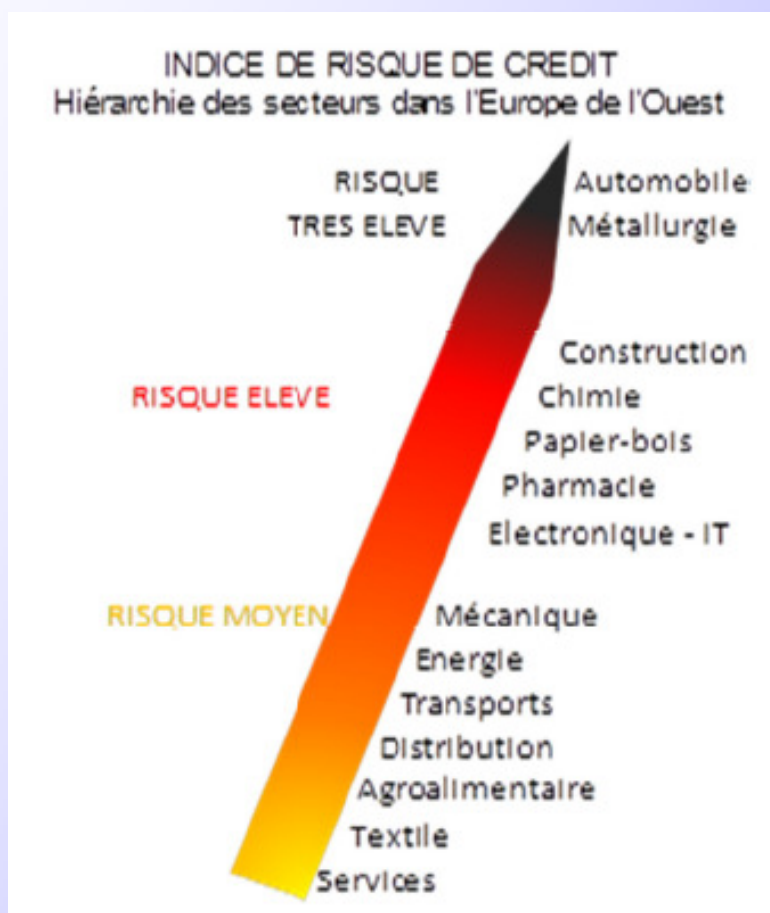 INDICE DE RISQUE DE CREDIT
Hiérarchie des secteurs dans l'Europe de l'Ouest
RISQUE Automobile
TRES ELEVE Métallurgie
Construction
RISQUE ELEVE Chimie
Papier-bois
Pharmacie
Electronique - IT
RISQUE MOYEN Mécanique
Energie
Transports
Distribution
Agroalimentaire
Textile
Services